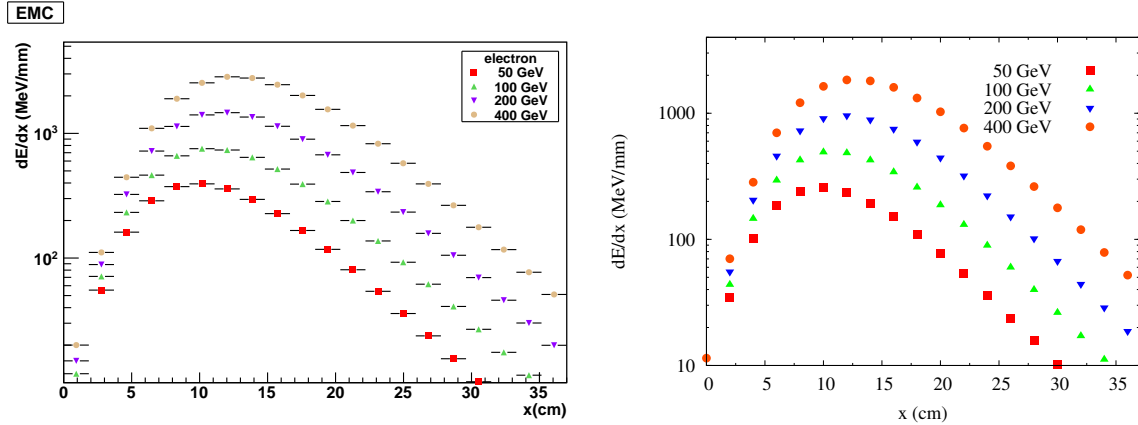 EMC
dE/dx (MeV/mm)
10³
10²
electron
50 GeV
100 GeV
200 GeV
400 GeV
0 5 10 15 20 25 30 35
x(cm)
dE/dx (MeV/mm)
1000
100
10
50 GeV
100 GeV
200 GeV
400 GeV
0 5 10 15 20 25 30 35
x (cm)